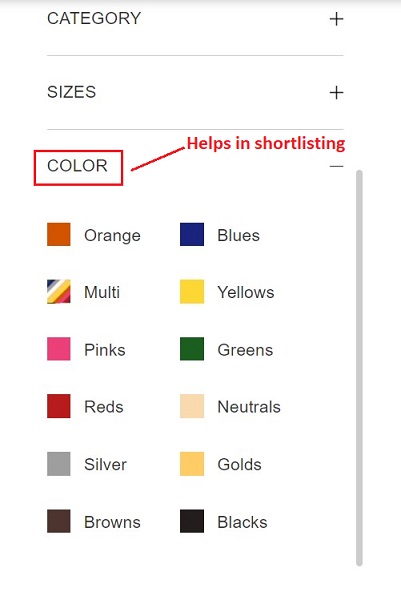 CATEGORY
SIZES
Helps in shortlisting
COLOR
Orange Blues
Multi Yellows
Pinks Greens
Reds Neutrals
Silver Golds
Browns Blacks